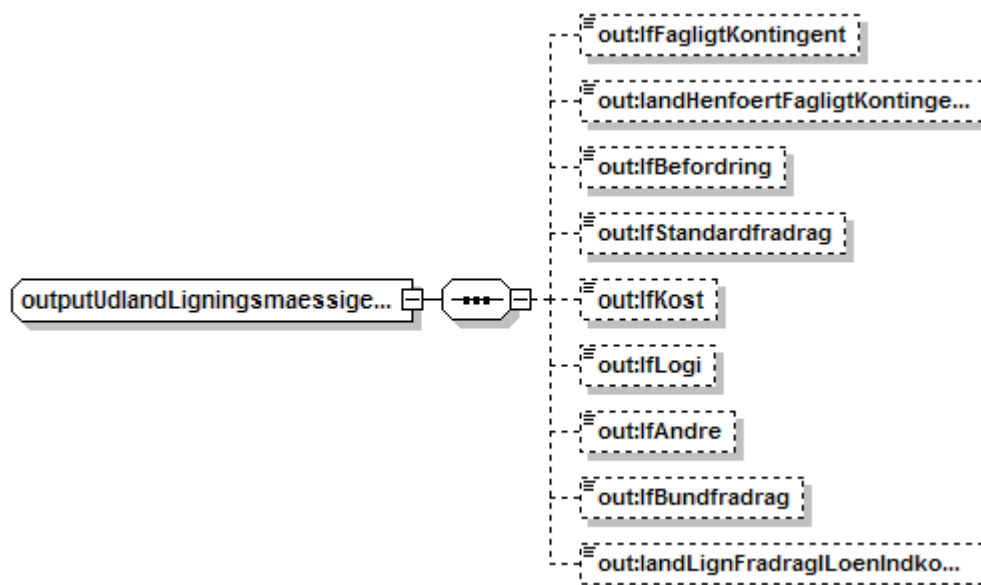 out:lfFagligtKontingent
out:landHenfoertFagligtKontinge...
out:lfBefordring
out:lfStandardfradrag
outputUdlandLigningsmaessige...
out:lfKost
out:lfLogi
out:lfAndre
out:lfBundfradrag
out:landLignFradragILoenIndko...